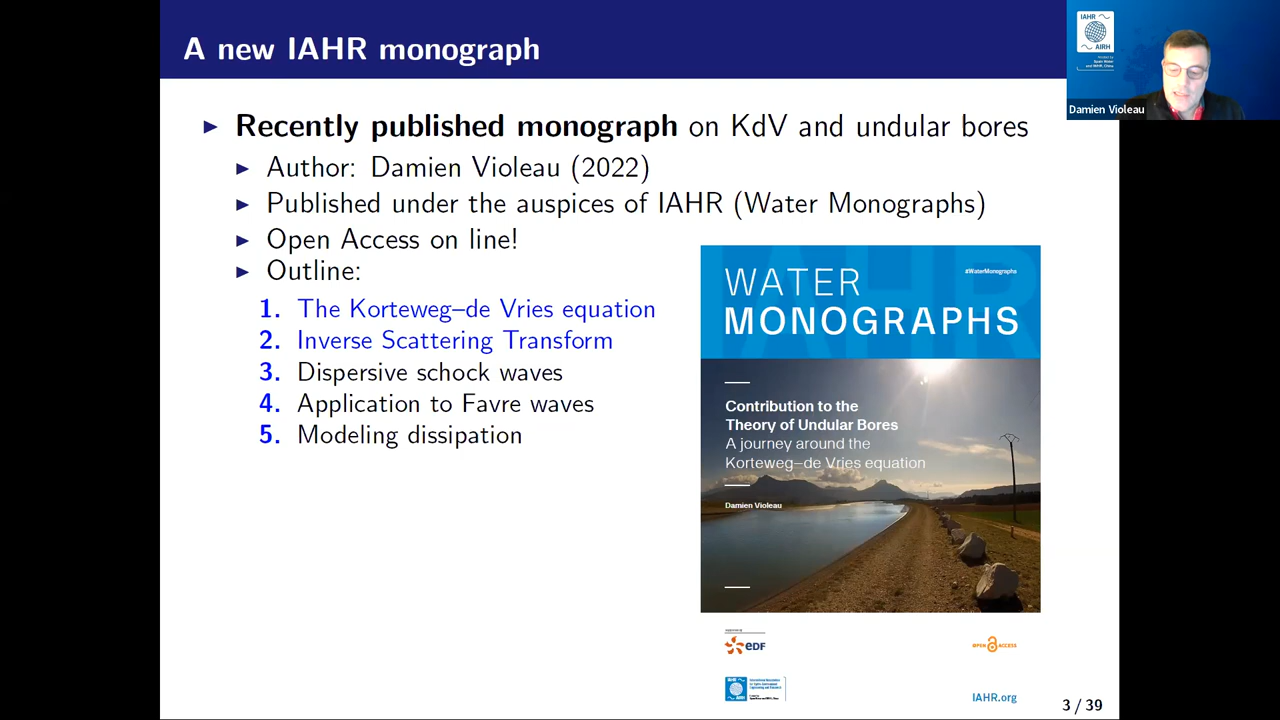 A new IAHR monograph
IAHR
AIRH
Damien Violeau
Recently published monograph on KdV and undular bores
Author: Damien Violeau (2022)
Published under the auspices of IAHR (Water Monographs)
Open Access on line!
Outline:
1. The Korteweg–de Vries equation
2. Inverse Scattering Transform
3. Dispersive schock waves
4. Application to Favre waves
5. Modeling dissipation
IAHR
#WaterMonographs
WATER
MONOGRAPHS
Contribution to the
Theory of Undular Bores
A journey around the
Korteweg–de Vries equation
Damien Violeau
eDF
OPEN ACCESS
IAHR
IAHR.org
3 / 39